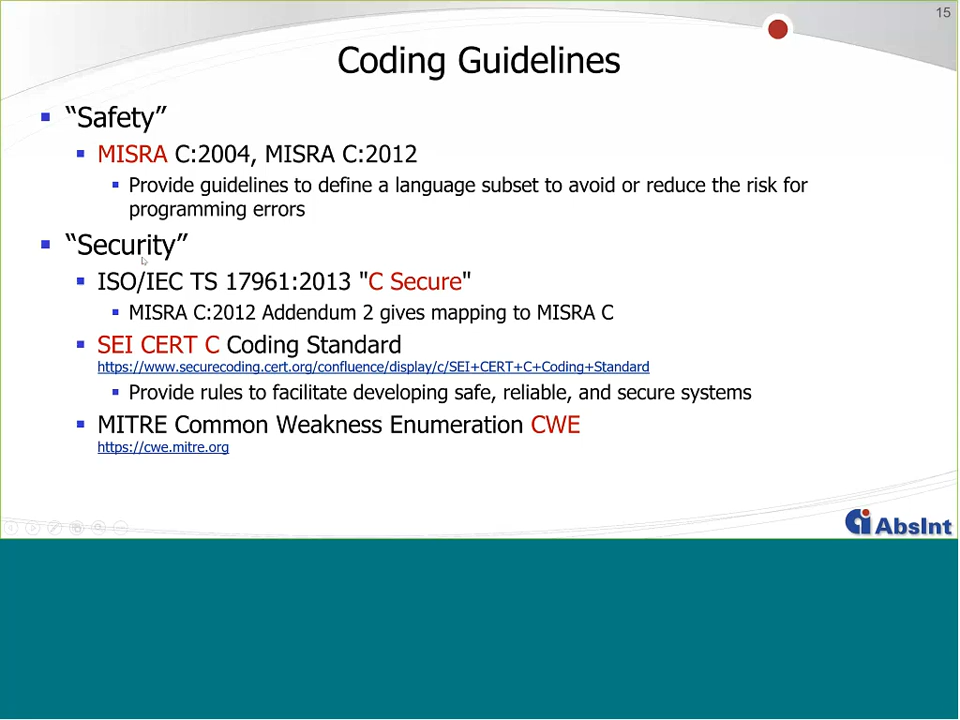 15
Coding Guidelines
“Safety”
MISRA C:2004, MISRA C:2012
Provide guidelines to define a language subset to avoid or reduce the risk for
programming errors
“Security”
ISO/IEC TS 17961:2013 "C Secure"
MISRA C:2012 Addendum 2 gives mapping to MISRA C
SEI CERT C Coding Standard
https://www.securecoding.cert.org/confluence/display/c/SEI+CERT+C+Coding+Standard
Provide rules to facilitate developing safe, reliable, and secure systems
MITRE Common Weakness Enumeration CWE
https://cwe.mitre.org
AbsInt